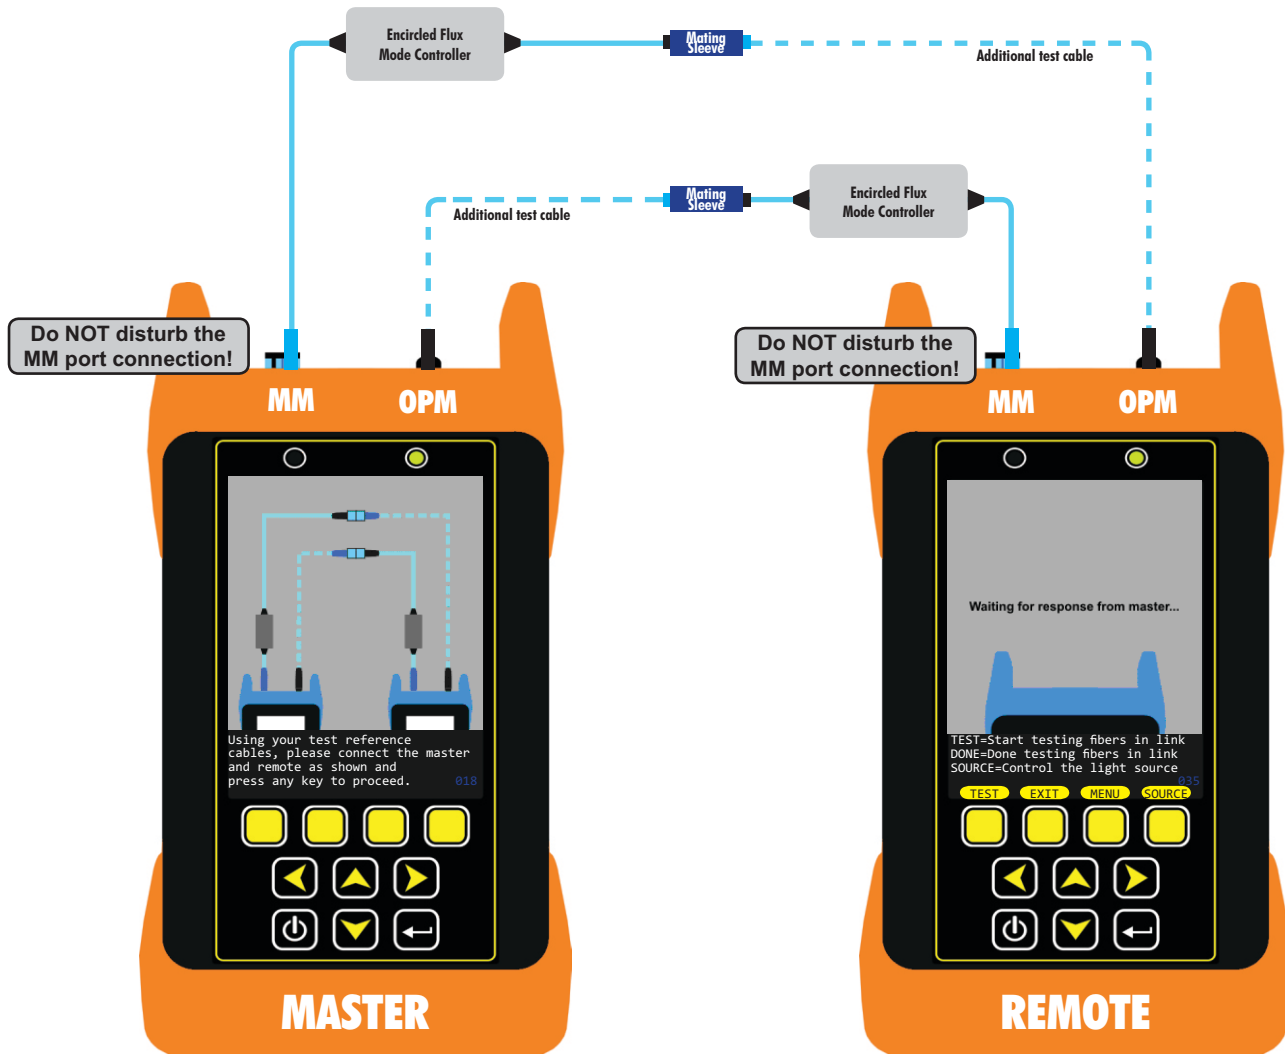 Encircled Flux
Mode Controller
Mating
Sleeve
Additional test cable
Mating
Sleeve
Encircled Flux
Mode Controller
Additional test cable
Do NOT disturb the
MM port connection!
Do NOT disturb the
MM port connection!
MM
OPM
MM
OPM
Using your test reference
cables, please connect the master
and remote as shown and
press any key to proceed.
018
Waiting for response from master...
TEST=Start testing fibers in link
DONE=Done testing fibers in link
SOURCE=Control the light source
035
TEST
EXIT
MENU
SOURCE
MASTER
REMOTE